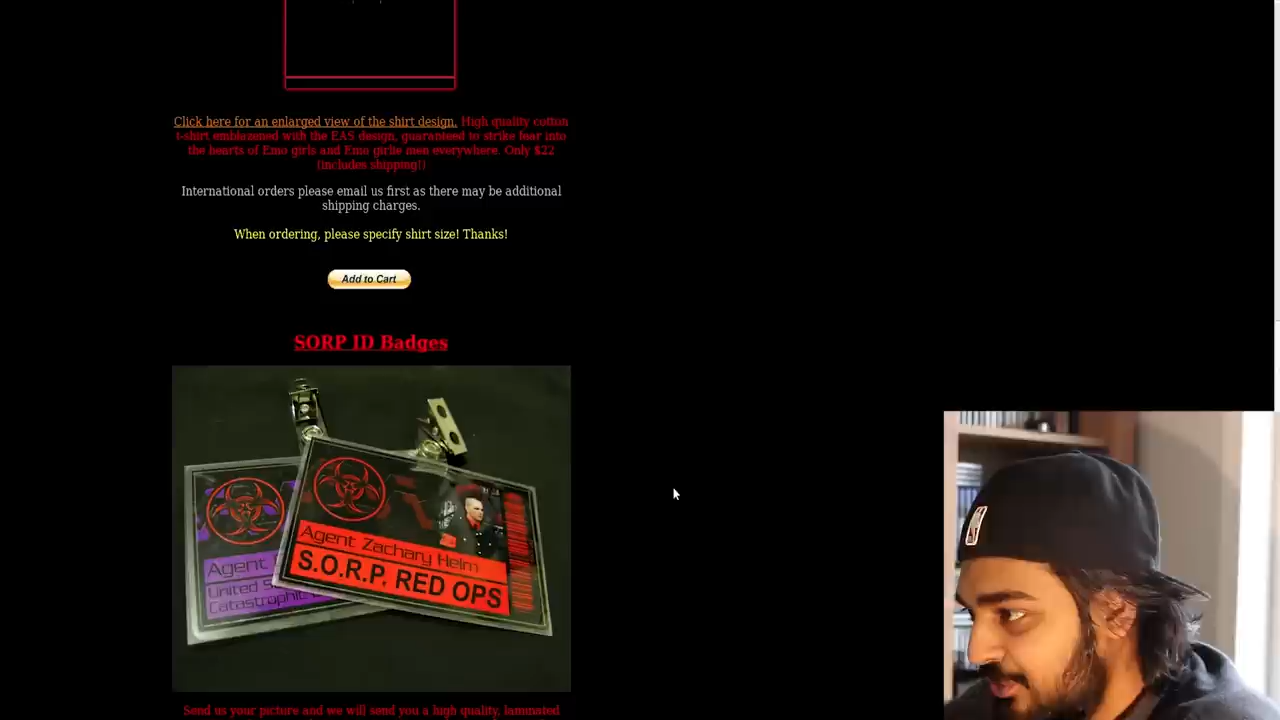 Click here for an enlarged view of the shirt design. High quality cotton
t-shirt emblazened with the EAS design, guaranteed to strike fear into
the hearts of Emo girls and Emo girlie men everywhere. Only $22
(includes shipping!)
International orders please email us first as there may be additional
shipping charges.
When ordering, please specify shirt size! Thanks!
Add to Cart
SORP ID Badges
Agent
United S
Catastrophic
Agent Zachary Helm
S.O.R.P. RED OPS
Send us your picture and we will send you a high quality, laminated